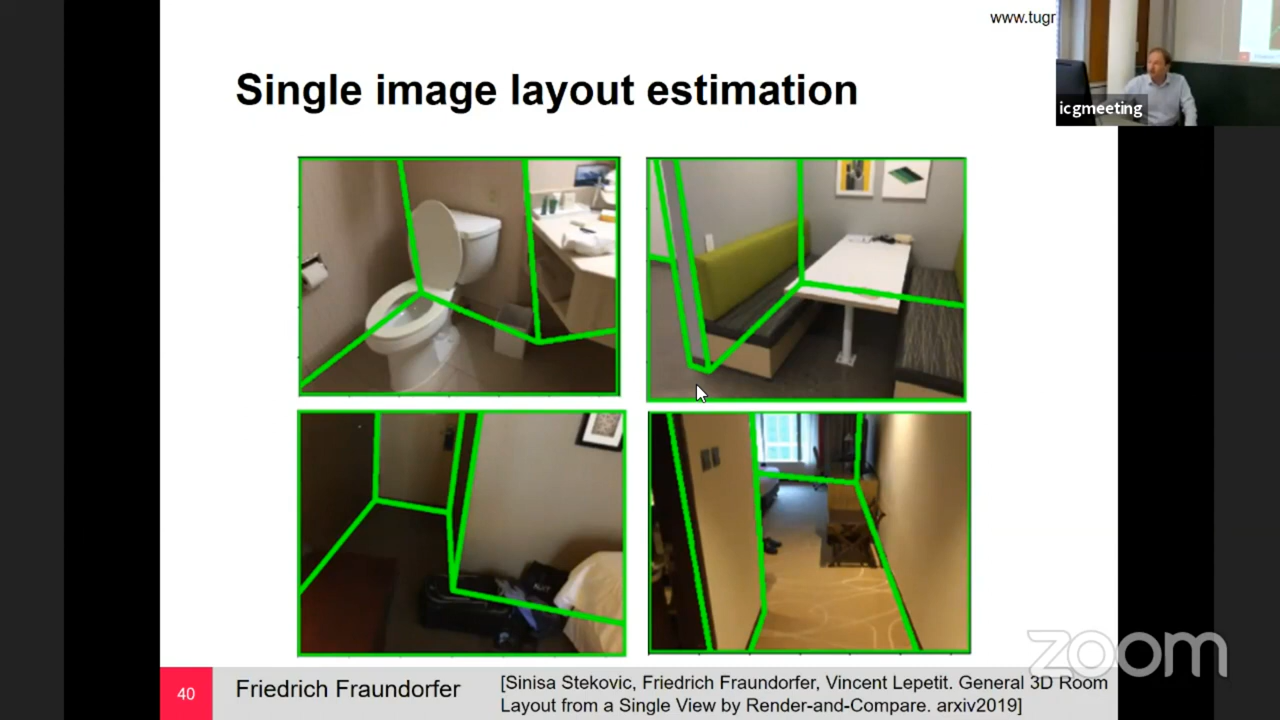 www.tugr
Single image layout estimation
icgmeeting
zoom
40
Friedrich Fraundorfer
[Sinisa Stekovic, Friedrich Fraundorfer, Vincent Lepetit. General 3D Room
Layout from a Single View by Render-and-Compare. arxiv2019]